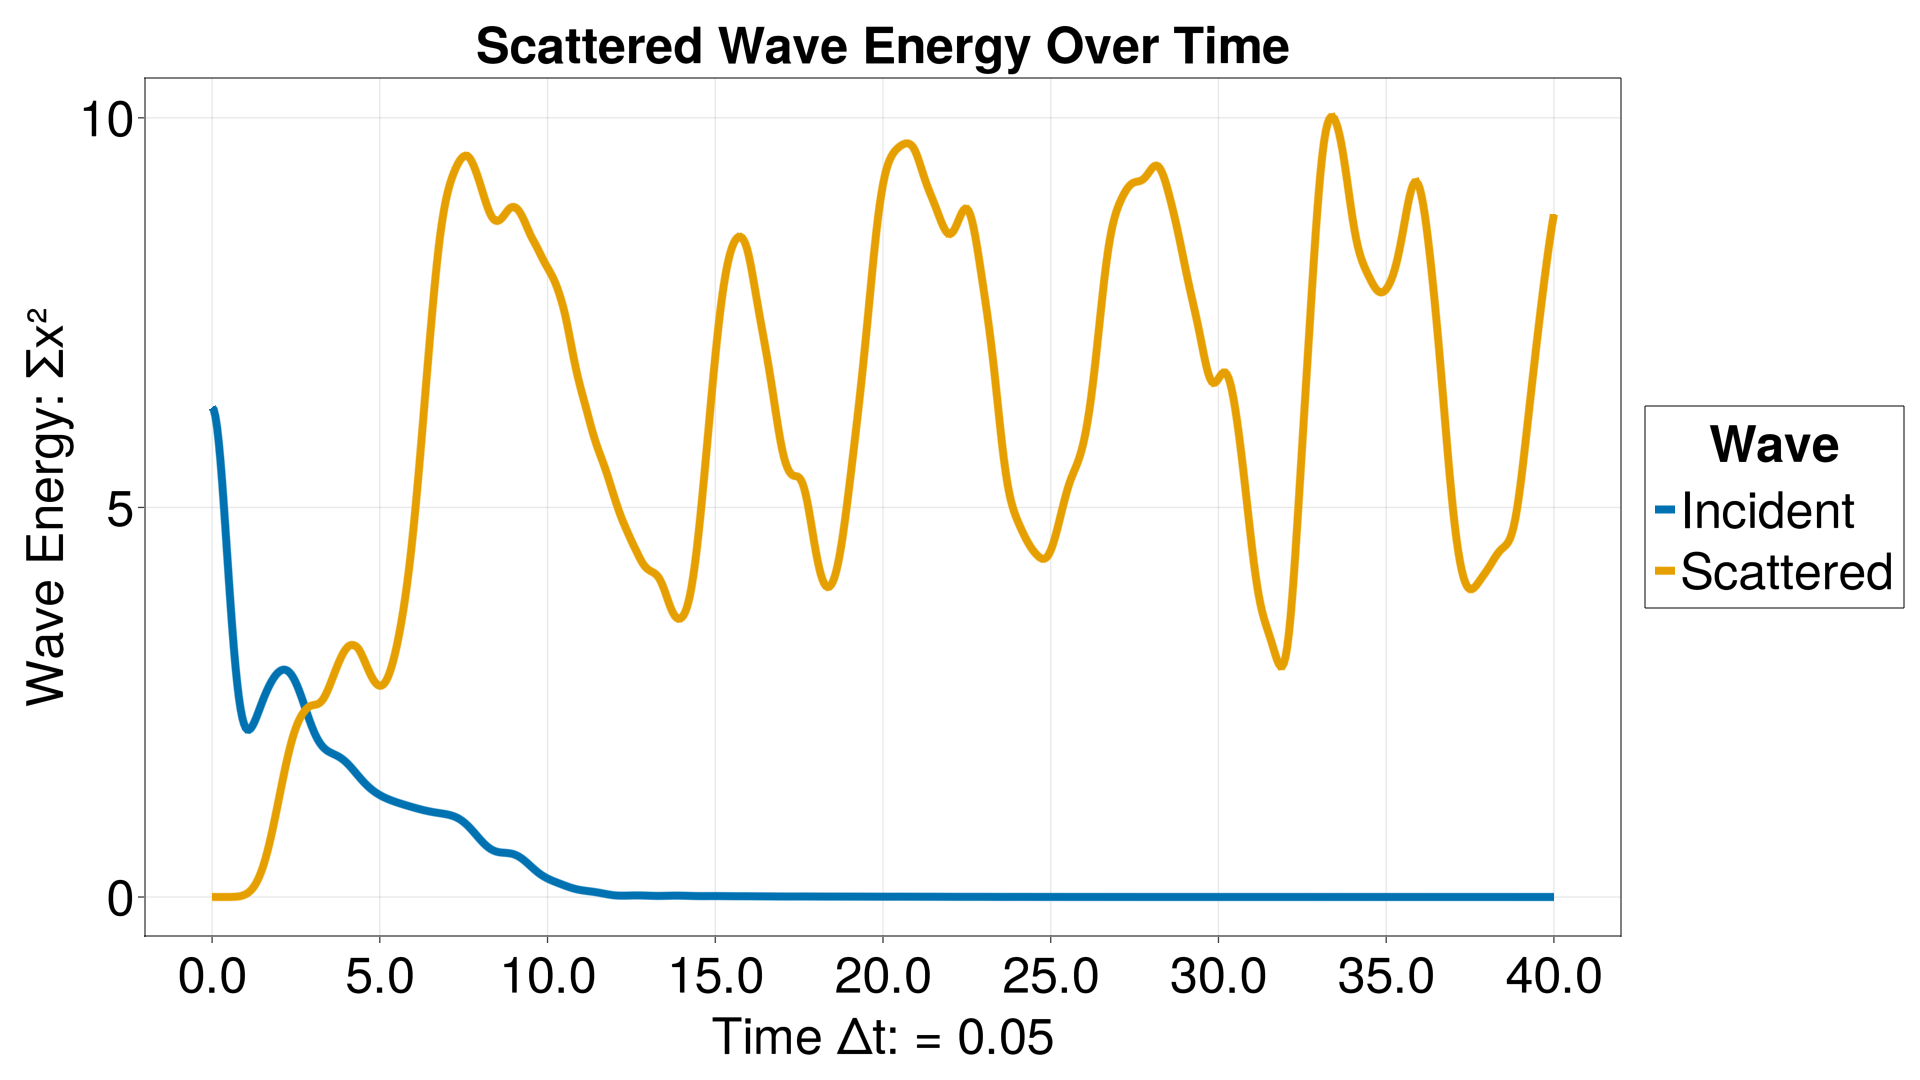 Scattered Wave Energy Over Time
Wave Energy: Σx²
10
5
0
0.0 5.0 10.0 15.0 20.0 25.0 30.0 35.0 40.0
Time Δt: = 0.05
Wave
Incident
Scattered